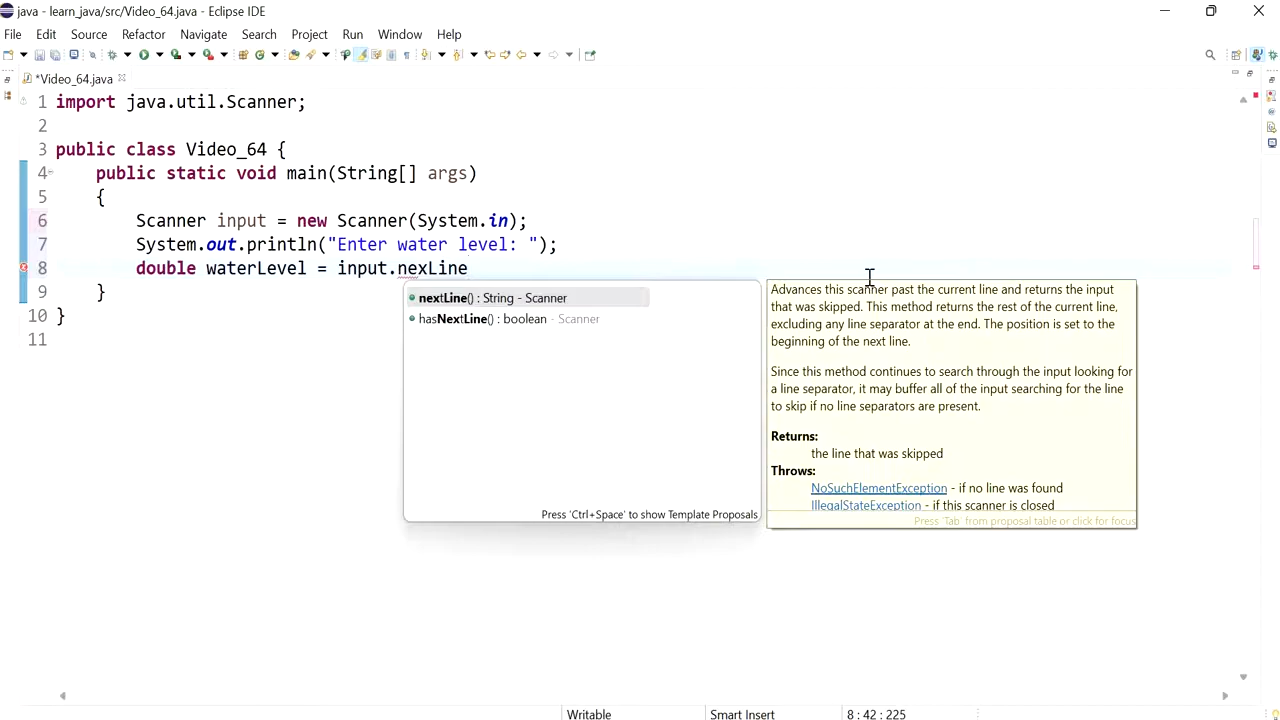 java - learn_java/src/Video_64.java - Eclipse IDE
File Edit Source Refactor Navigate Search Project Run Window Help
*Video_64.java
1 import java.util.Scanner;
2
3 public class Video_64 {
4 public static void main(String[] args)
5 {
6 Scanner input = new Scanner(System.in);
7 System.out.println("Enter water level: ");
8 double waterLevel = input.nexLine
9 }
10 }
11
nextLine() : String - Scanner
hasNextLine() : boolean - Scanner
Press 'Ctrl+Space' to show Template Proposals
Advances this scanner past the current line and returns the input
that was skipped. This method returns the rest of the current line,
excluding any line separator at the end. The position is set to the
beginning of the next line.
Since this method continues to search through the input looking for
a line separator, it may buffer all of the input searching for the line
to skip if no line separators are present.
Returns:
the line that was skipped
Throws:
NoSuchElementException - if no line was found
IllegalStateException - if this scanner is closed
Press 'Tab' from proposal table or click for focus
Writable Smart Insert 8 : 42 : 225